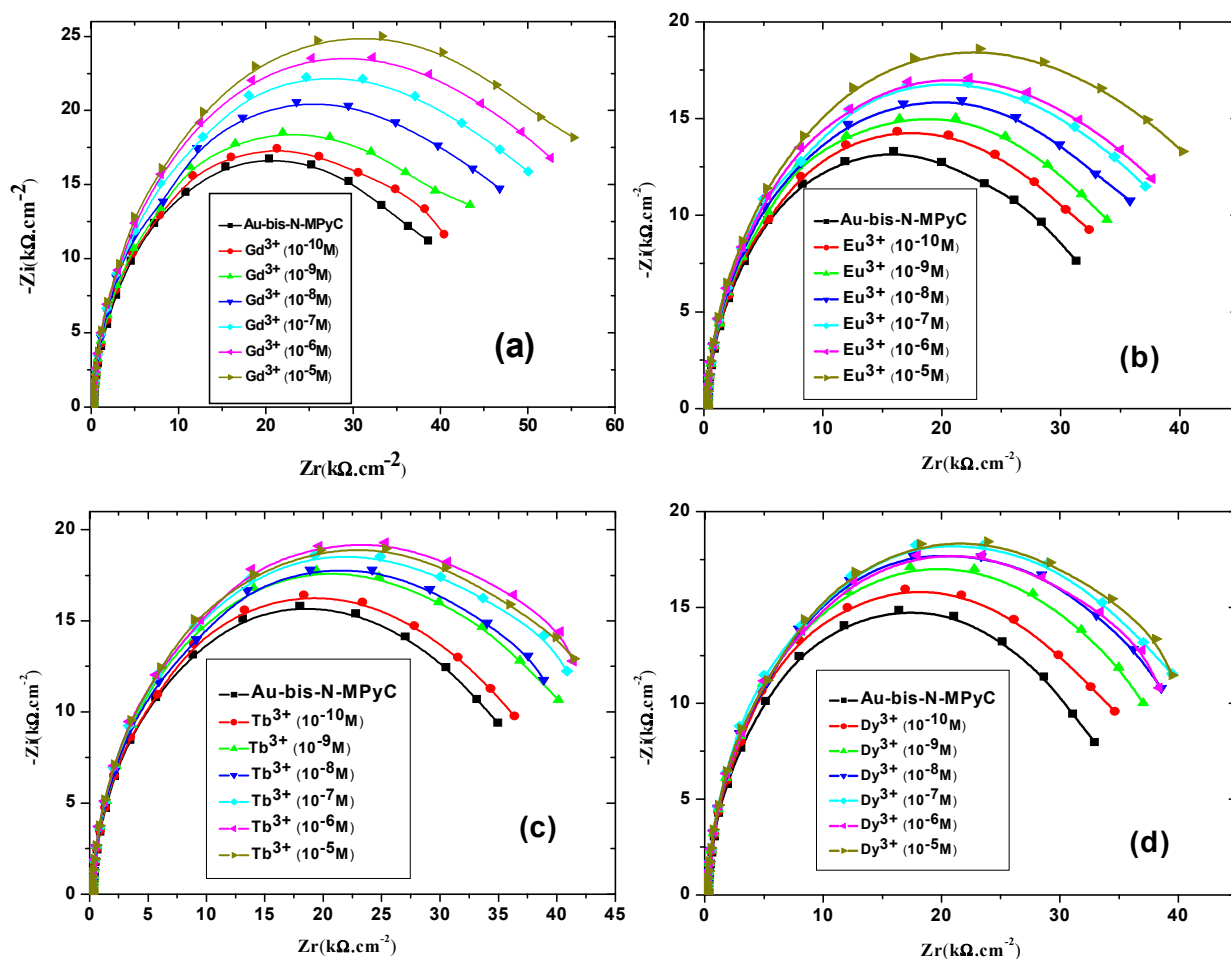 -Zi(kΩ.cm-2)
25
20
15
10
5
0
Au-bis-N-MPyC
Gd3+ (10-10M)
Gd3+ (10-9M)
Gd3+ (10-8M)
Gd3+ (10-7M)
Gd3+ (10-6M)
Gd3+ (10-5M)
(a)
0 10 20 30 40 50 60
Zr(kΩ.cm-2)
-Zi(kΩ.cm-2)
20
15
10
5
0
Au-bis-N-MPyC
Eu3+ (10-10M)
Eu3+ (10-9M)
Eu3+ (10-8M)
Eu3+ (10-7M)
Eu3+ (10-6M)
Eu3+ (10-5M)
(b)
0 10 20 30 40
Zr(kΩ.cm-2)
-Zi(kΩ.cm-2)
20
15
10
5
0
Au-bis-N-MPyC
Tb3+ (10-10M)
Tb3+ (10-9M)
Tb3+ (10-8M)
Tb3+ (10-7M)
Tb3+ (10-6M)
Tb3+ (10-5M)
(c)
0 5 10 15 20 25 30 35 40 45
Zr(kΩ.cm-2)
-Zi(kΩ.cm-2)
20
15
10
5
0
Au-bis-N-MPyC
Dy3+ (10-10M)
Dy3+ (10-9M)
Dy3+ (10-8M)
Dy3+ (10-7M)
Dy3+ (10-6M)
Dy3+ (10-5M)
(d)
0 10 20 30 40
Zr(kΩ.cm-2)